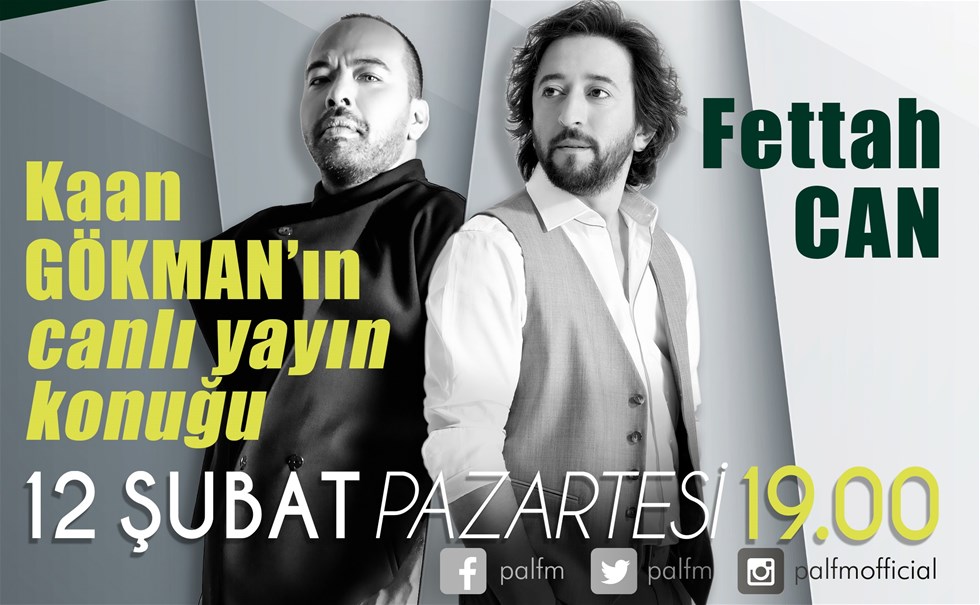 Kaan
GÖKMAN’ın
canlı yayın
konuğu
Fettah
CAN
12 ŞUBAT PAZARTESİ 19.00
palfm palfm palfmofficial